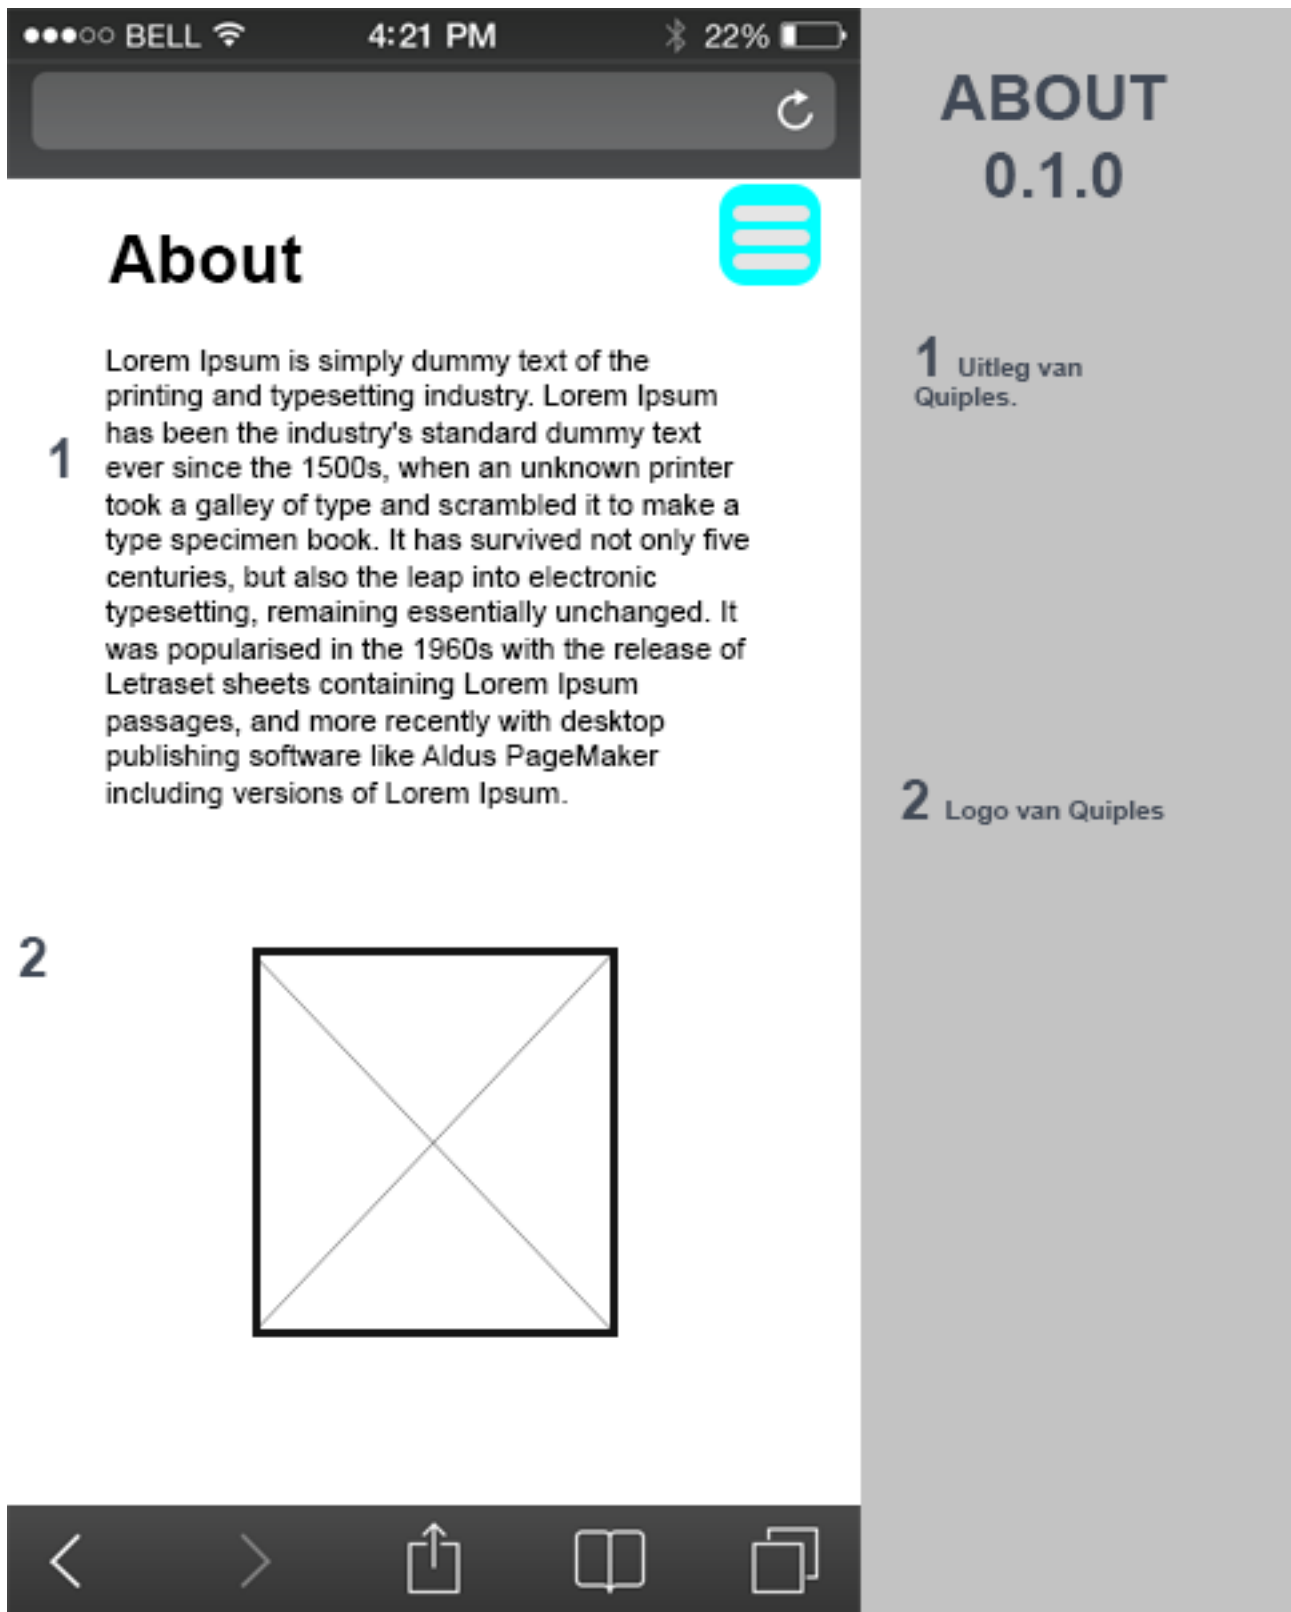 BELL 4:21 PM 22%
About
Lorem Ipsum is simply dummy text of the
printing and typesetting industry. Lorem Ipsum
has been the industry's standard dummy text
ever since the 1500s, when an unknown printer
took a galley of type and scrambled it to make a
type specimen book. It has survived not only five
centuries, but also the leap into electronic
typesetting, remaining essentially unchanged. It
was popularised in the 1960s with the release of
Letraset sheets containing Lorem Ipsum
passages, and more recently with desktop
publishing software like Aldus PageMaker
including versions of Lorem Ipsum.
1
2
ABOUT
0.1.0
1 Uitleg van
Quiples.
2 Logo van Quiples